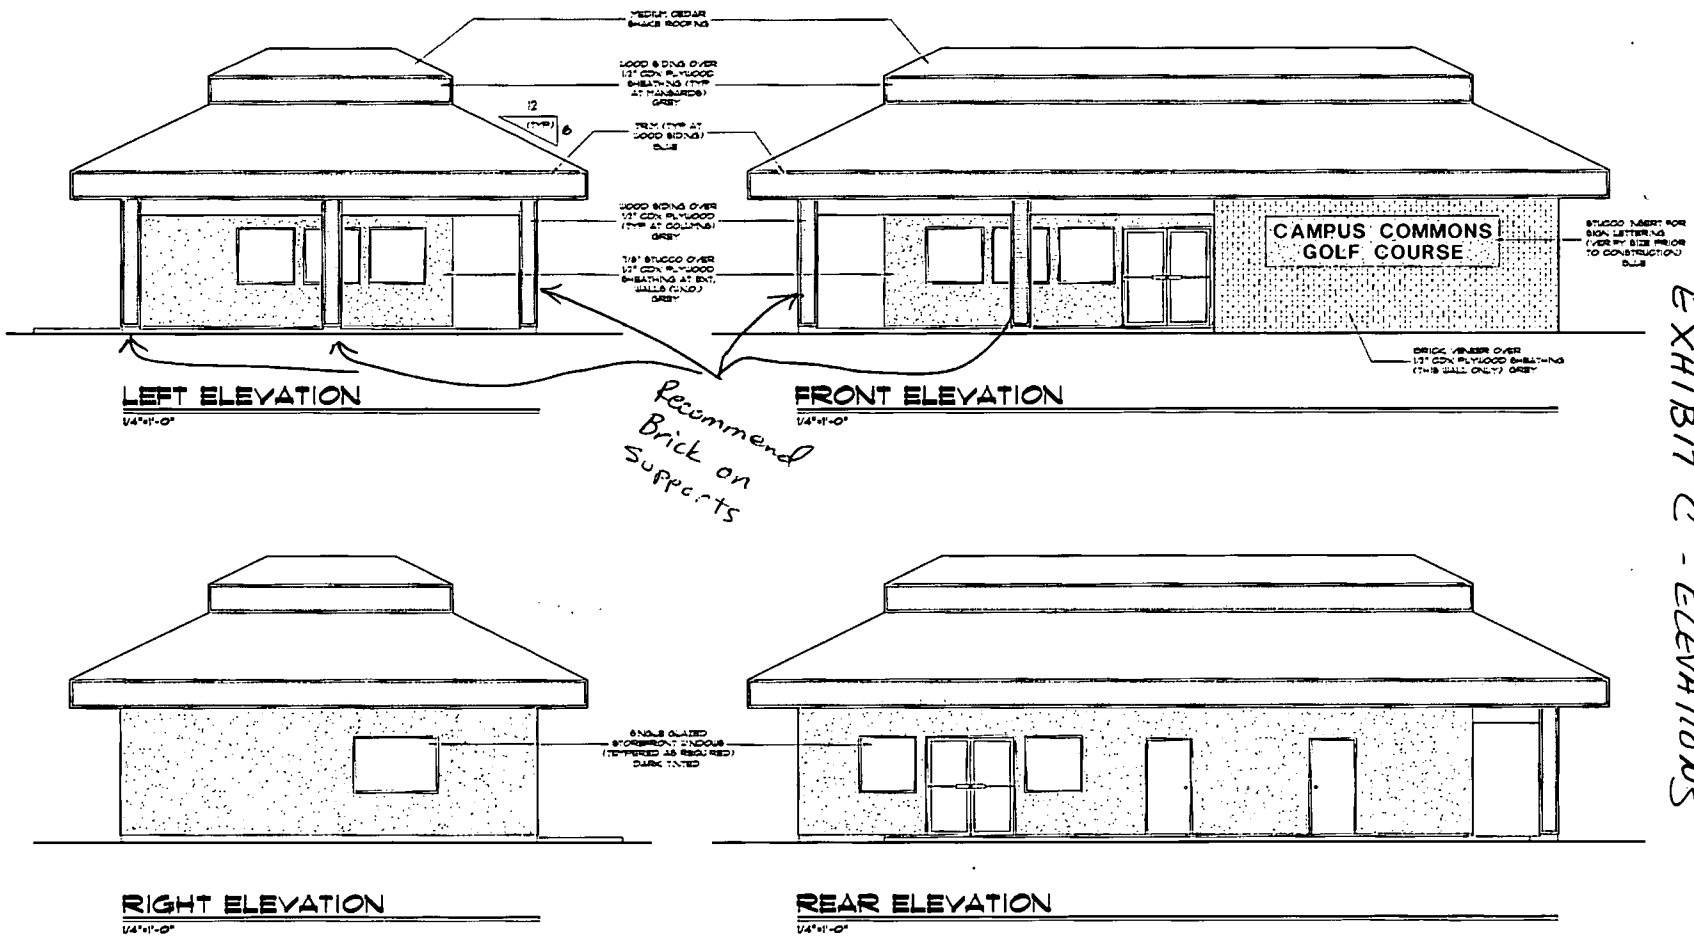 MEDIUM CEDAR
SHAKE ROOFING
WOOD SIDING OVER
1/2" CDX PLYWOOD
SHEATHING (TYP
AT MANSARDS)
GREY
12
(TYP)
6
TRIM (TYP AT
WOOD SIDING)
BLUE
WOOD SIDING OVER
1/2" CDX PLYWOOD
(TYP AT COLUMNS)
GREY
7/8" STUCCO OVER
1/2" CDX PLYWOOD
SHEATHING AT EXT.
WALLS (U.N.O.)
GREY
CAMPUS COMMONS
GOLF COURSE
STUCCO INSERT FOR
SIGN LETTERING
(VERIFY SIZE PRIOR
TO CONSTRUCTION)
BLUE
BRICK VENEER OVER
1/2" CDX PLYWOOD SHEATHING
(THIS WALL ONLY) GREY
LEFT ELEVATION
1/4"=1'-0"
FRONT ELEVATION
1/4"=1'-0"
Recommend
Brick on
Supports
EXHIBIT C - ELEVATIONS
SINGLE GLAZED
STOREFRONT WINDOWS
(TEMPERED AS REQUIRED)
DARK TINTED
RIGHT ELEVATION
1/4"=1'-0"
REAR ELEVATION
1/4"=1'-0"